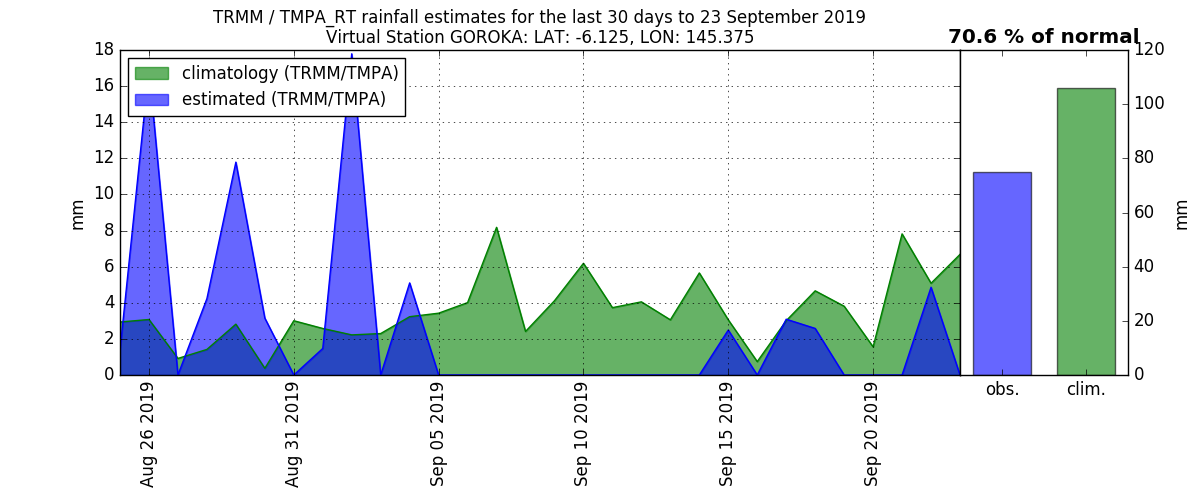 TRMM / TMPA_RT rainfall estimates for the last 30 days to 23 September 2019
Virtual Station GOROKA: LAT: -6.125, LON: 145.375
70.6 % of normal
climatology (TRMM/TMPA)
estimated (TRMM/TMPA)
18
16
14
12
10
8
6
4
2
0
mm
Aug 26 2019
Aug 31 2019
Sep 05 2019
Sep 10 2019
Sep 15 2019
Sep 20 2019
obs.
clim.
120
100
80
60
40
20
0
mm